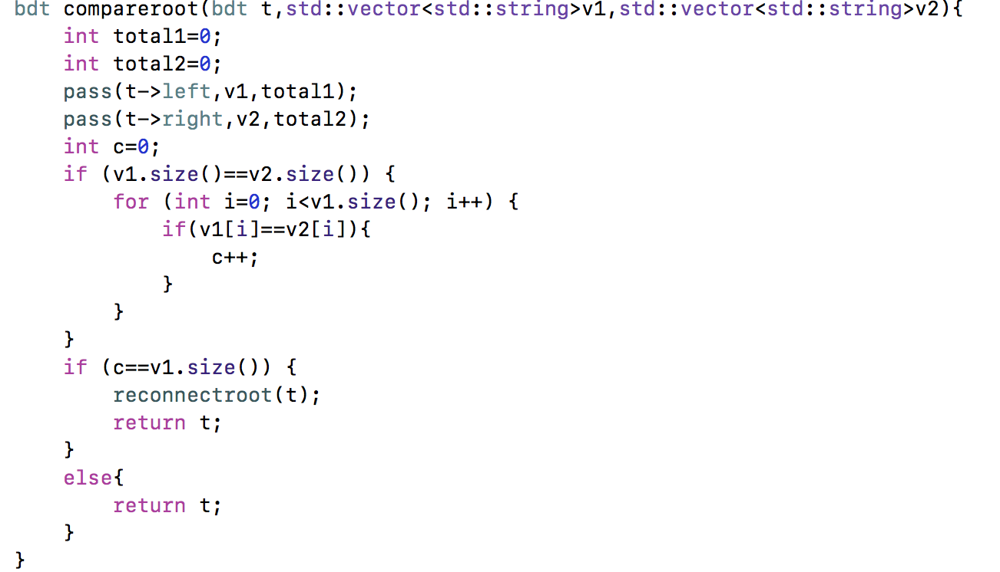 bdt compareroot(bdt t,std::vector<std::string>v1,std::vector<std::string>v2){
    int total1=0;
    int total2=0;
    pass(t->left,v1,total1);
    pass(t->right,v2,total2);
    int c=0;
    if (v1.size()==v2.size()) {
        for (int i=0; i<v1.size(); i++) {
            if(v1[i]==v2[i]){
                c++;
            }
        }
    }
    if (c==v1.size()) {
        reconnectroot(t);
        return t;
    }
    else{
        return t;
    }
}